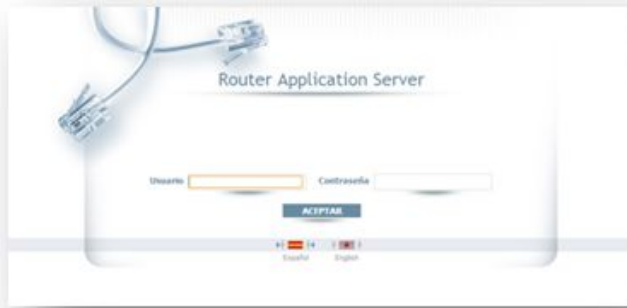 Router Application Server
Usuario Contraseña
ACEPTAR
Español English